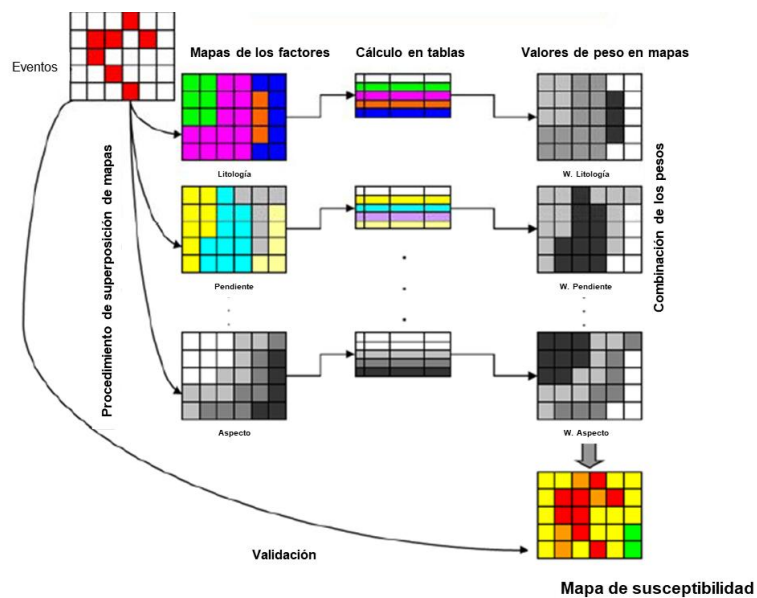 Eventos
Mapas de los factores
Cálculo en tablas
Valores de peso en mapas
Litología
W. Litología
Pendiente
W. Pendiente
Aspecto
W. Aspecto
Procedimiento de superposición de mapas
Combinación de los pesos
Validación
Mapa de susceptibilidad